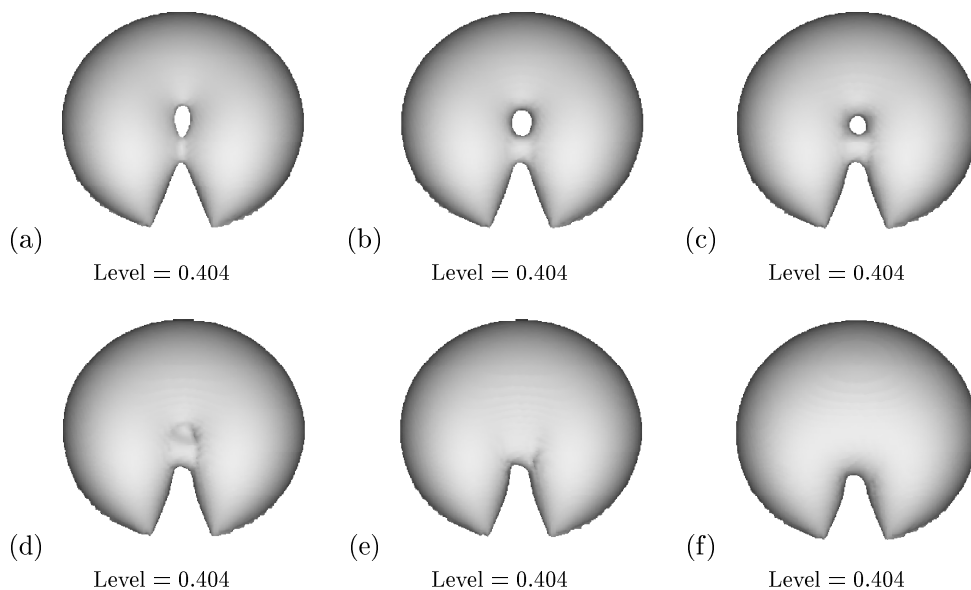 (a) (b) (c)
Level = 0.404 Level = 0.404 Level = 0.404
(d) (e) (f)
Level = 0.404 Level = 0.404 Level = 0.404